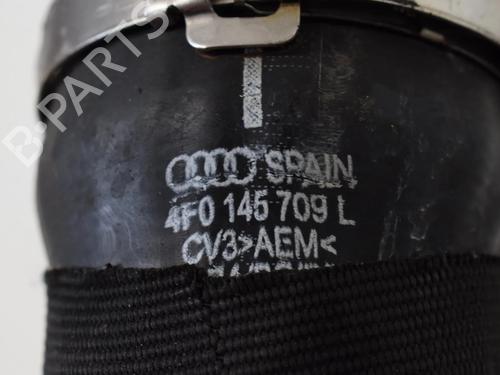 B-PARTS
SPAIN
4F0 145 709 L
CV3>AEM<